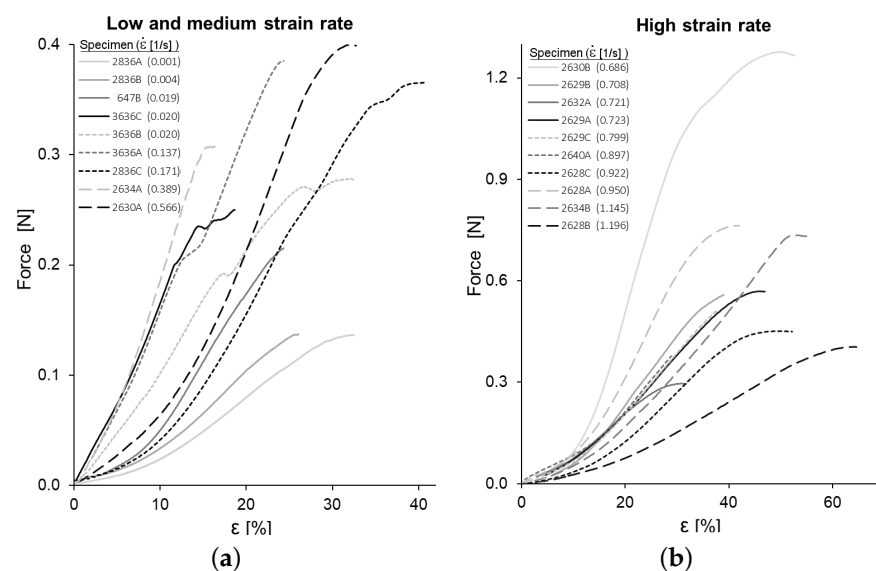 Low and medium strain rate
Specimen (ε̇ [1/s] )
2836A (0.001)
2836B (0.004)
647B (0.019)
3636C (0.020)
3636B (0.020)
3636A (0.137)
2836C (0.171)
2634A (0.389)
2630A (0.566)
0.4
0.3
0.2
0.1
0.0
Force [N]
0 10 20 30 40
ε [%]
(a)
High strain rate
Specimen (ε̇ [1/s] )
2630B (0.686)
2629B (0.708)
2632A (0.721)
2629A (0.723)
2629C (0.799)
2640A (0.897)
2628C (0.922)
2628A (0.950)
2634B (1.145)
2628B (1.196)
1.2
0.9
0.6
0.3
0.0
Force [N]
0 20 40 60
ε [%]
(b)